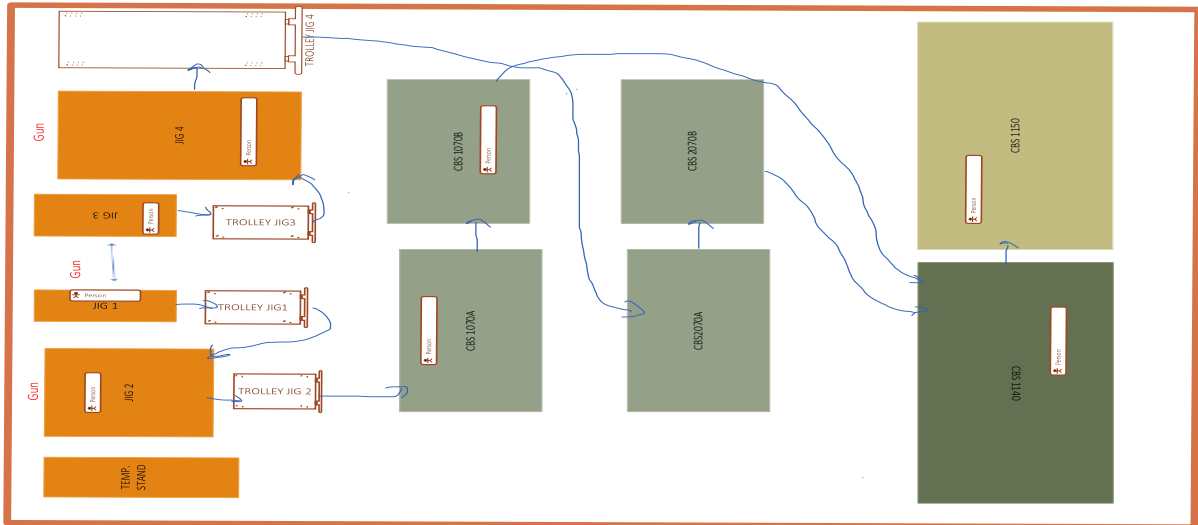 TROLLEY JIG 4
Gun
JIG 4
Person
JIG 3
Person
TROLLEY JIG3
Gun
Person
JIG 1
TROLLEY JIG1
Gun
Person
JIG 2
TROLLEY JIG 2
TEMP.
STAND
CBS 1070B
Person
CBS 1070A
Person
CBS 2070B
CBS2070A
CBS 1150
Person
CBS 1140
Person